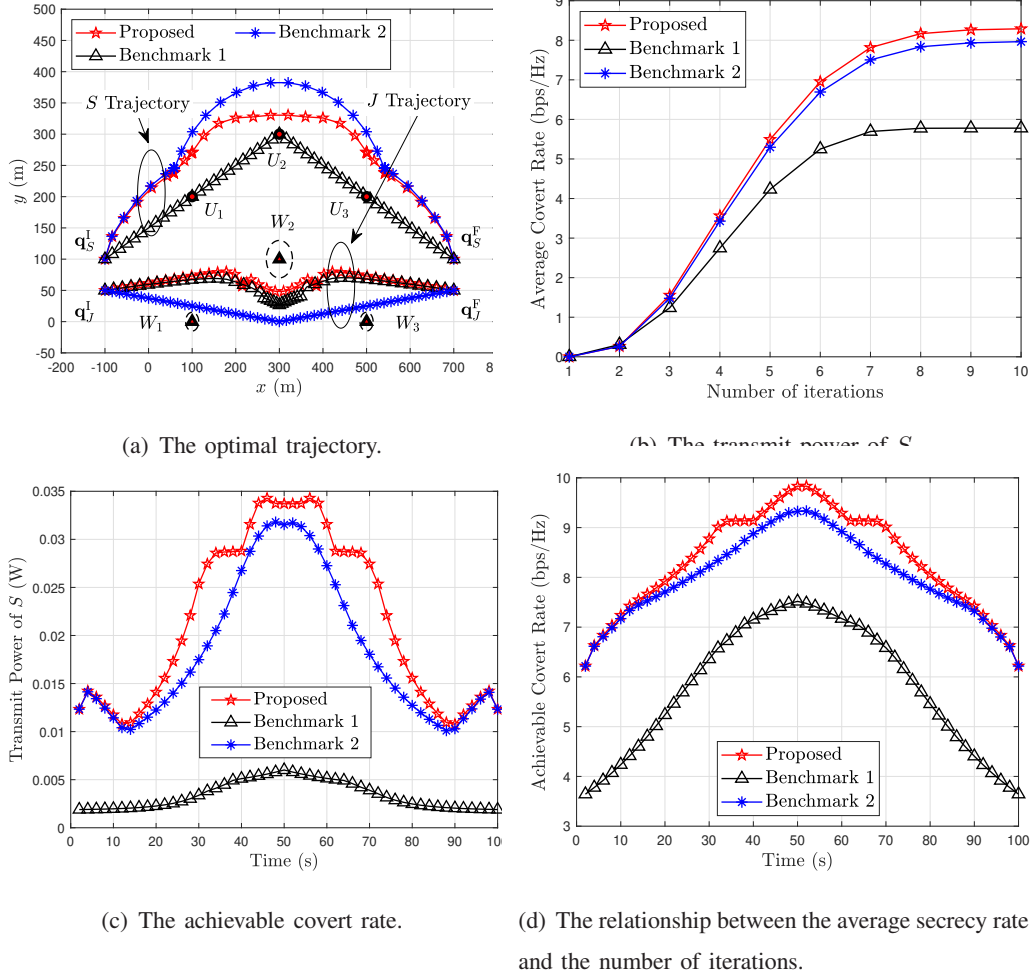 500
450
400
350
300
250
200
150
100
50
0
-50
-200 -100 0 100 200 300 400 500 600 700 8
y (m)
x (m)
Proposed
Benchmark 1
Benchmark 2
S Trajectory
J Trajectory
U₂
U₁
U₃
W₂
q_S^I
q_S^F
q_J^I
q_J^F
W₁
W₃
(a) The optimal trajectory.
9
8
7
6
5
4
3
2
1
0
1 2 3 4 5 6 7 8 9 10
Average Covert Rate (bps/Hz)
Number of iterations
Proposed
Benchmark 1
Benchmark 2
(b) The transmit power of S
0.035
0.03
0.025
0.02
0.015
0.01
0.005
0
0 10 20 30 40 50 60 70 80 90 10
Transmit Power of S (W)
Time (s)
Proposed
Benchmark 1
Benchmark 2
(c) The achievable covert rate.
10
9
8
7
6
5
4
3
0 10 20 30 40 50 60 70 80 90 100
Achievable Covert Rate (bps/Hz)
Time (s)
Proposed
Benchmark 1
Benchmark 2
(d) The relationship between the average secrecy rate
and the number of iterations.